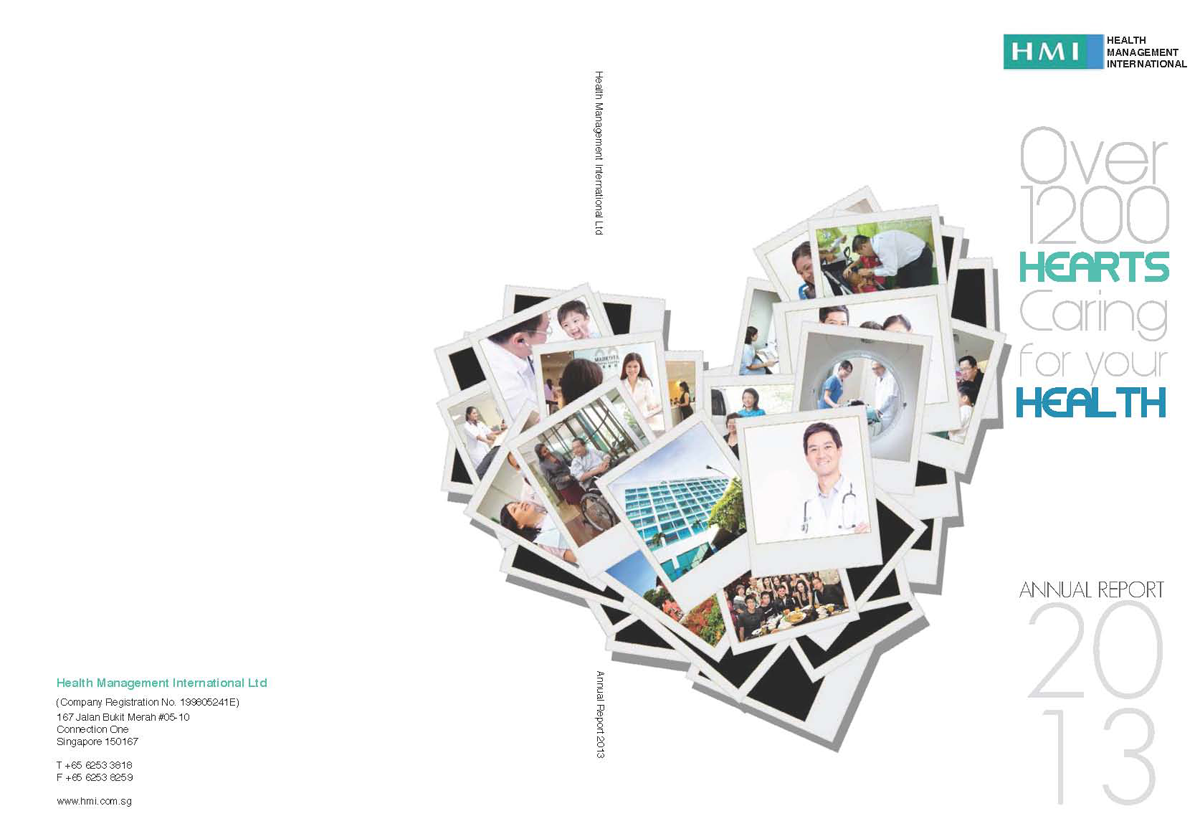 HMI
HEALTH
MANAGEMENT
INTERNATIONAL
Over
1200
HEARTS
Caring
for your
HEALTH
ANNUAL REPORT
20
13
Health Management International Ltd
Annual Report 2013
Health Management International Ltd
(Company Registration No. 199805241E)
167 Jalan Bukit Merah #05-10
Connection One
Singapore 150167
T +65 6253 3818
F +65 6253 8259
www.hmi.com.sg